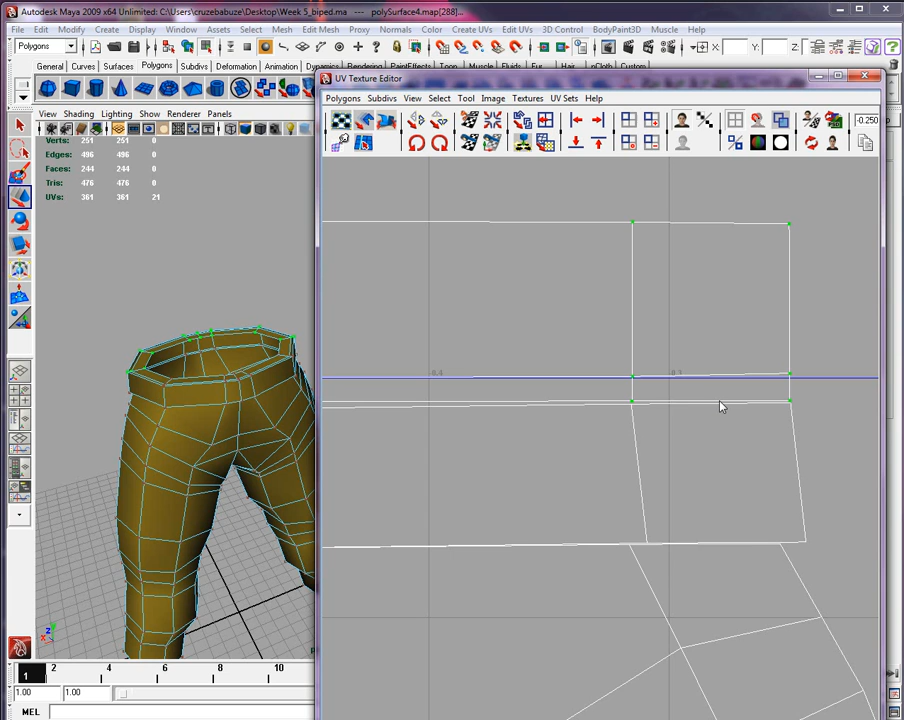 Autodesk Maya 2009 x64 Unlimited: C:\Users\cruzebabuze\Desktop\Week 5_biped.ma --- polySurface4.map[288]...
File Edit Modify Create Display Window Assets Select Mesh Edit Mesh Proxy Normals Color Create UVs Edit UVs 3D Control BodyPaint3D Muscle Help
Polygons X: Y: Z:
General Curves Surfaces Polygons Subdivs Deformation Animation Dynamics Rendering PaintEffects Toon Muscle Fluids Fur Hair nCloth Custom
UV Texture Editor
Polygons Subdivs View Select Tool Image Textures UV Sets Help
-0.250
View Shading Lighting Show Renderer Panels
Verts: 251 251 0
Edges: 496 496 0
Faces: 244 244 0
Tris: 476 476 0
UVs: 361 361 21
-0.4
-0.3
z
x
1 2 4 6 8 10
1.00 1.00
MEL